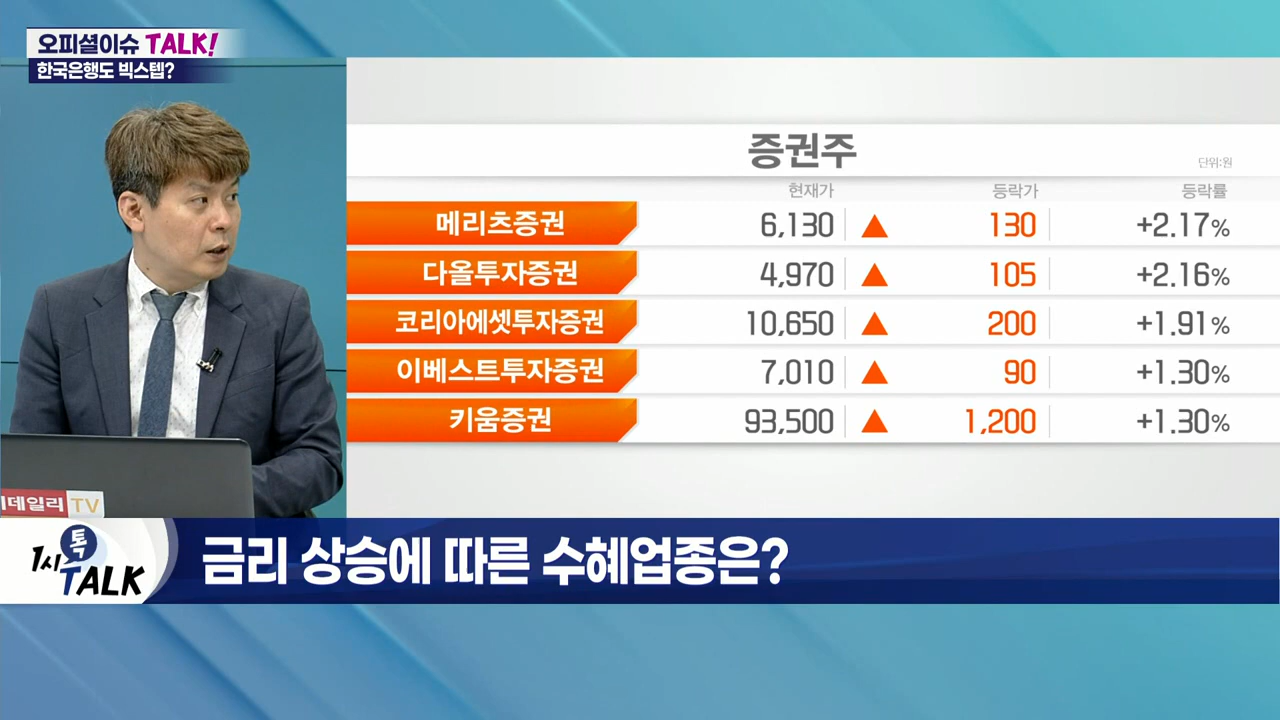 오피셜이슈 TALK!
한국은행도 빅스텝?
증권주
단위:원
현재가 등락가 등락률
메리츠증권 6,130 ▲ 130 +2.17%
다올투자증권 4,970 ▲ 105 +2.16%
코리아에셋투자증권 10,650 ▲ 200 +1.91%
이베스트투자증권 7,010 ▲ 90 +1.30%
키움증권 93,500 ▲ 1,200 +1.30%
데일리TV
1시 톡 TALK
금리 상승에 따른 수혜업종은?